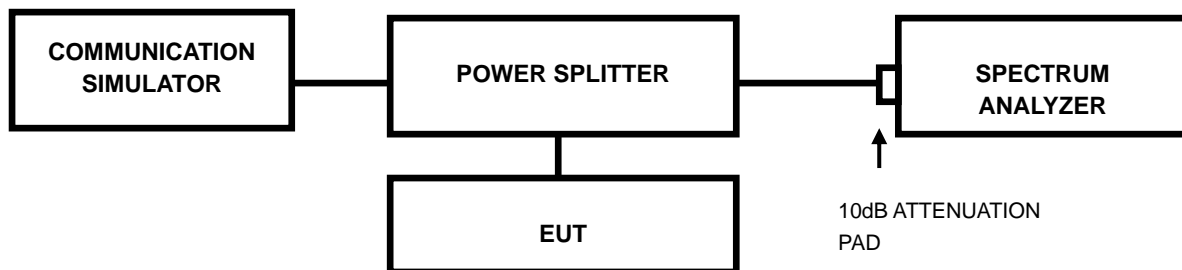 COMMUNICATION
SIMULATOR
POWER SPLITTER
SPECTRUM
ANALYZER
EUT
10dB ATTENUATION
PAD